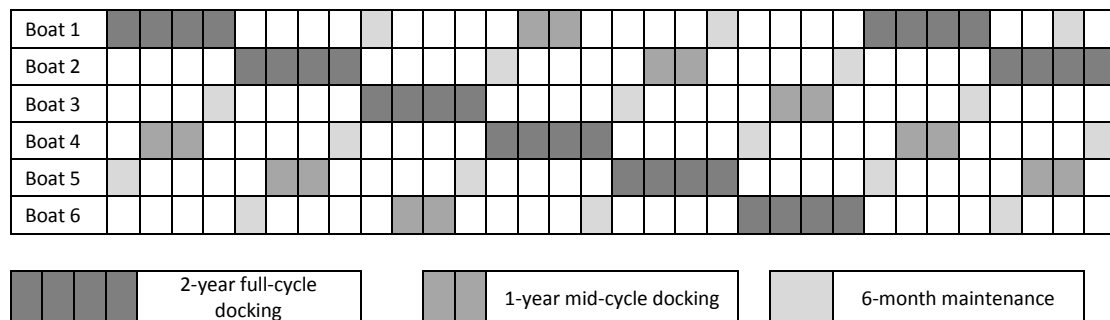 Boat 1
Boat 2
Boat 3
Boat 4
Boat 5
Boat 6
2-year full-cycle
docking
1-year mid-cycle docking
6-month maintenance